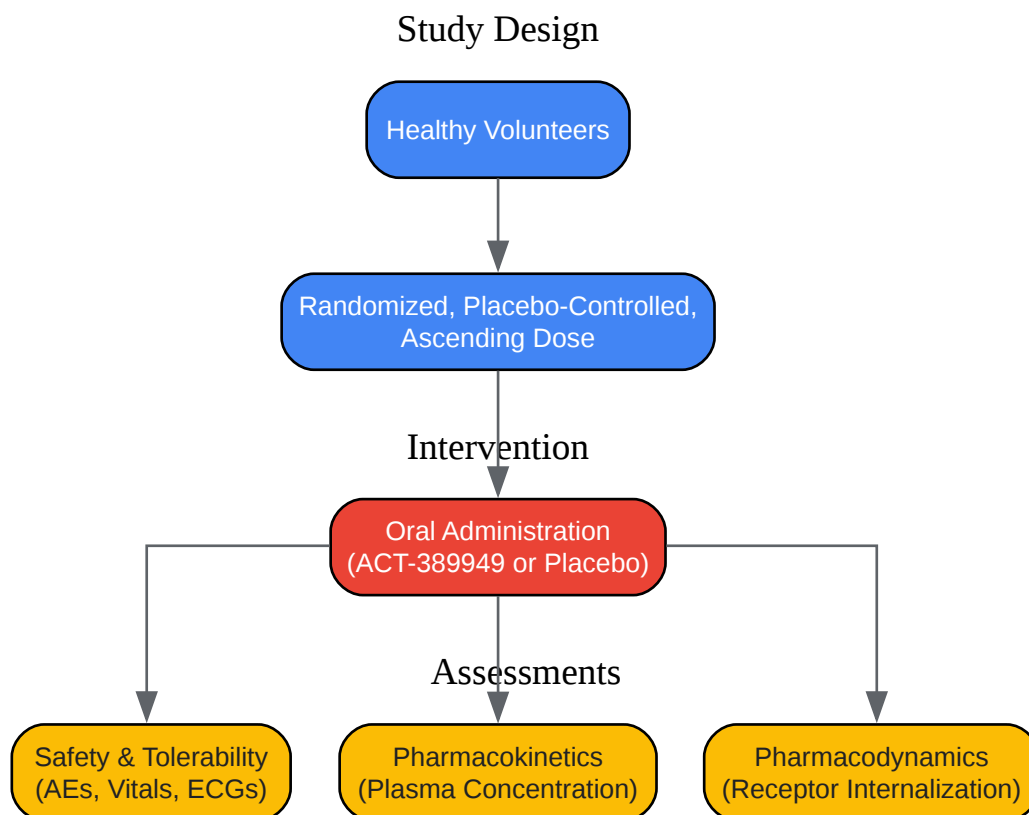 Study Design
Healthy Volunteers
Randomized, Placebo-Controlled,
Ascending Dose
Intervention
Oral Administration
(ACT-389949 or Placebo)
Assessments
Safety & Tolerability
(AEs, Vitals, ECGs)
Pharmacokinetics
(Plasma Concentration)
Pharmacodynamics
(Receptor Internalization)